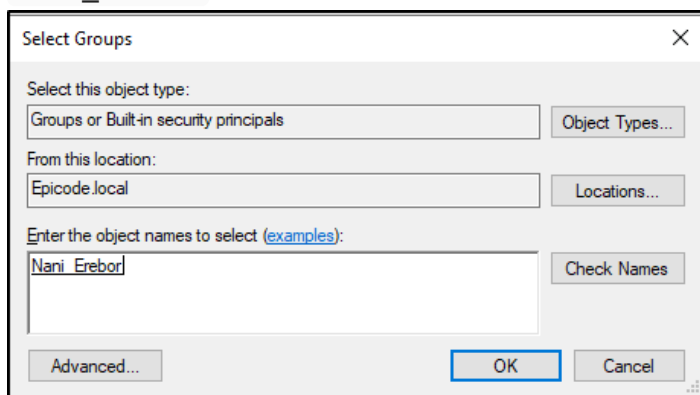 Select Groups
Select this object type:
Groups or Built-in security principals
Object Types...
From this location:
Epicode.local
Locations...
Enter the object names to select (examples):
Nani_Erebor
Check Names
Advanced...
OK
Cancel